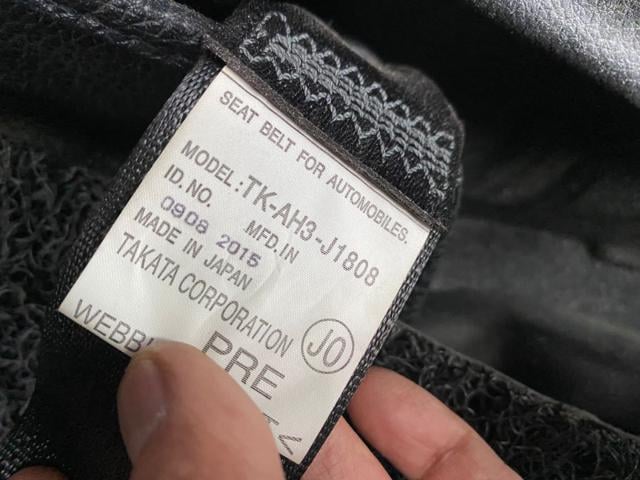 SEAT BELT FOR AUTOMOBILES.
MODEL:TK-AH3-J1808
ID.NO. MFD.IN
0908 2015
MADE IN JAPAN
TAKATA CORPORATION
JO
PRE